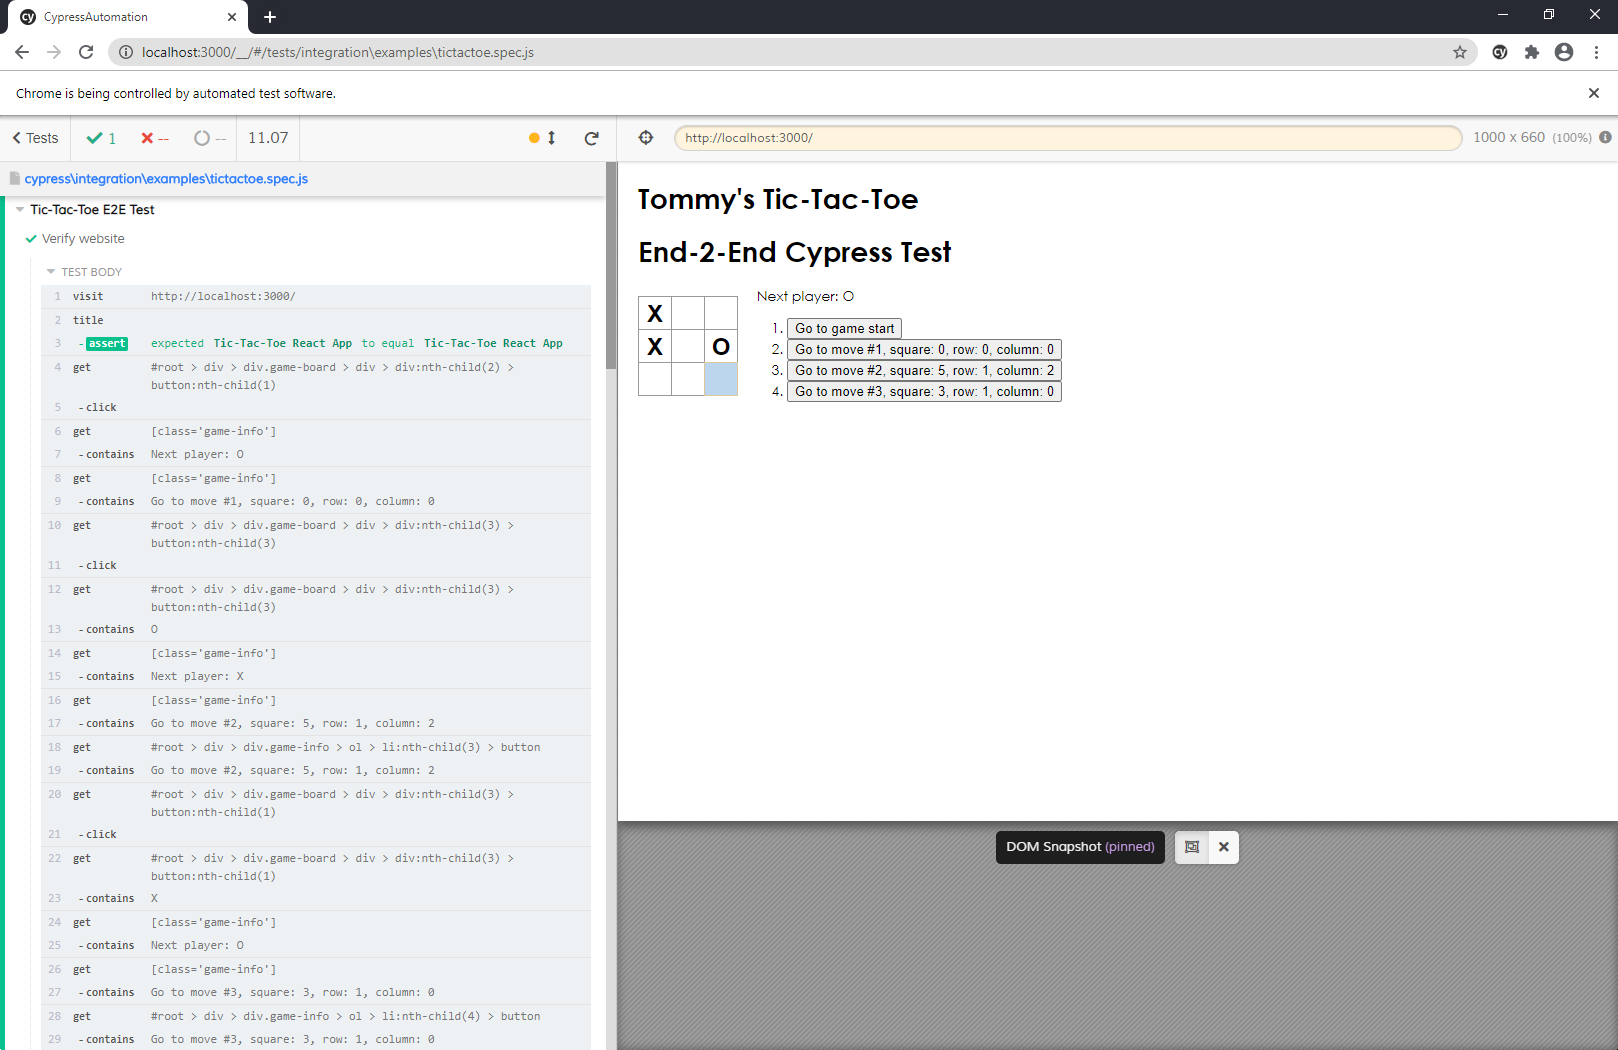 CypressAutomation
localhost:3000/__/#/tests/integration\examples\tictactoe.spec.js
Chrome is being controlled by automated test software.
Tests 1 -- -- 11.07
http://localhost:3000/ 1000 x 660 (100%)
cypress\integration\examples\tictactoe.spec.js
Tic-Tac-Toe E2E Test
Verify website
TEST BODY
1 visit http://localhost:3000/
2 title
3 -assert expected Tic-Tac-Toe React App to equal Tic-Tac-Toe React App
4 get #root > div > div.game-board > div > div:nth-child(2) >
button:nth-child(1)
5 -click
6 get [class='game-info']
7 -contains Next player: O
8 get [class='game-info']
9 -contains Go to move #1, square: 0, row: 0, column: 0
10 get #root > div > div.game-board > div > div:nth-child(3) >
button:nth-child(3)
11 -click
12 get #root > div > div.game-board > div > div:nth-child(3) >
button:nth-child(3)
13 -contains O
14 get [class='game-info']
15 -contains Next player: X
16 get [class='game-info']
17 -contains Go to move #2, square: 5, row: 1, column: 2
18 get #root > div > div.game-info > ol > li:nth-child(3) > button
19 -contains Go to move #2, square: 5, row: 1, column: 2
20 get #root > div > div.game-board > div > div:nth-child(3) >
button:nth-child(1)
21 -click
22 get #root > div > div.game-board > div > div:nth-child(3) >
button:nth-child(1)
23 -contains X
24 get [class='game-info']
25 -contains Next player: O
26 get [class='game-info']
27 -contains Go to move #3, square: 3, row: 1, column: 0
28 get #root > div > div.game-info > ol > li:nth-child(4) > button
29 -contains Go to move #3, square: 3, row: 1, column: 0
Tommy's Tic-Tac-Toe
End-2-End Cypress Test
X
X O
Next player: O
1. Go to game start
2. Go to move #1, square: 0, row: 0, column: 0
3. Go to move #2, square: 5, row: 1, column: 2
4. Go to move #3, square: 3, row: 1, column: 0
DOM Snapshot (pinned)